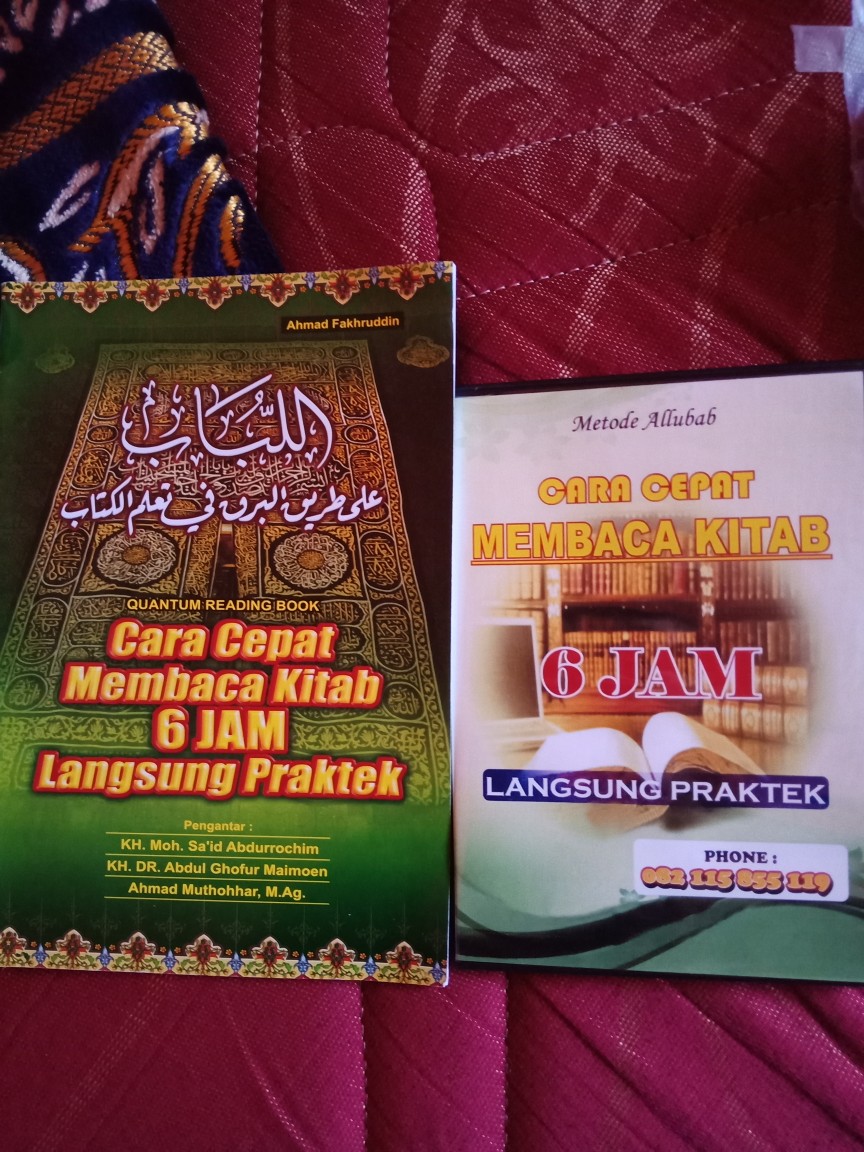 Ahmad Fakhruddin
اللُّبَاب
على طريق البرق في تعلم الكتاب
QUANTUM READING BOOK
Cara Cepat
Membaca Kitab
6 JAM
Langsung Praktek
Pengantar :
KH. Moh. Sa'id Abdurrochim
KH. DR. Abdul Ghofur Maimoen
Ahmad Muthohhar, M.Ag.
Metode Allubab
CARA CEPAT
MEMBACA KITAB
6 JAM
LANGSUNG PRAKTEK
PHONE :
082 115 855 119